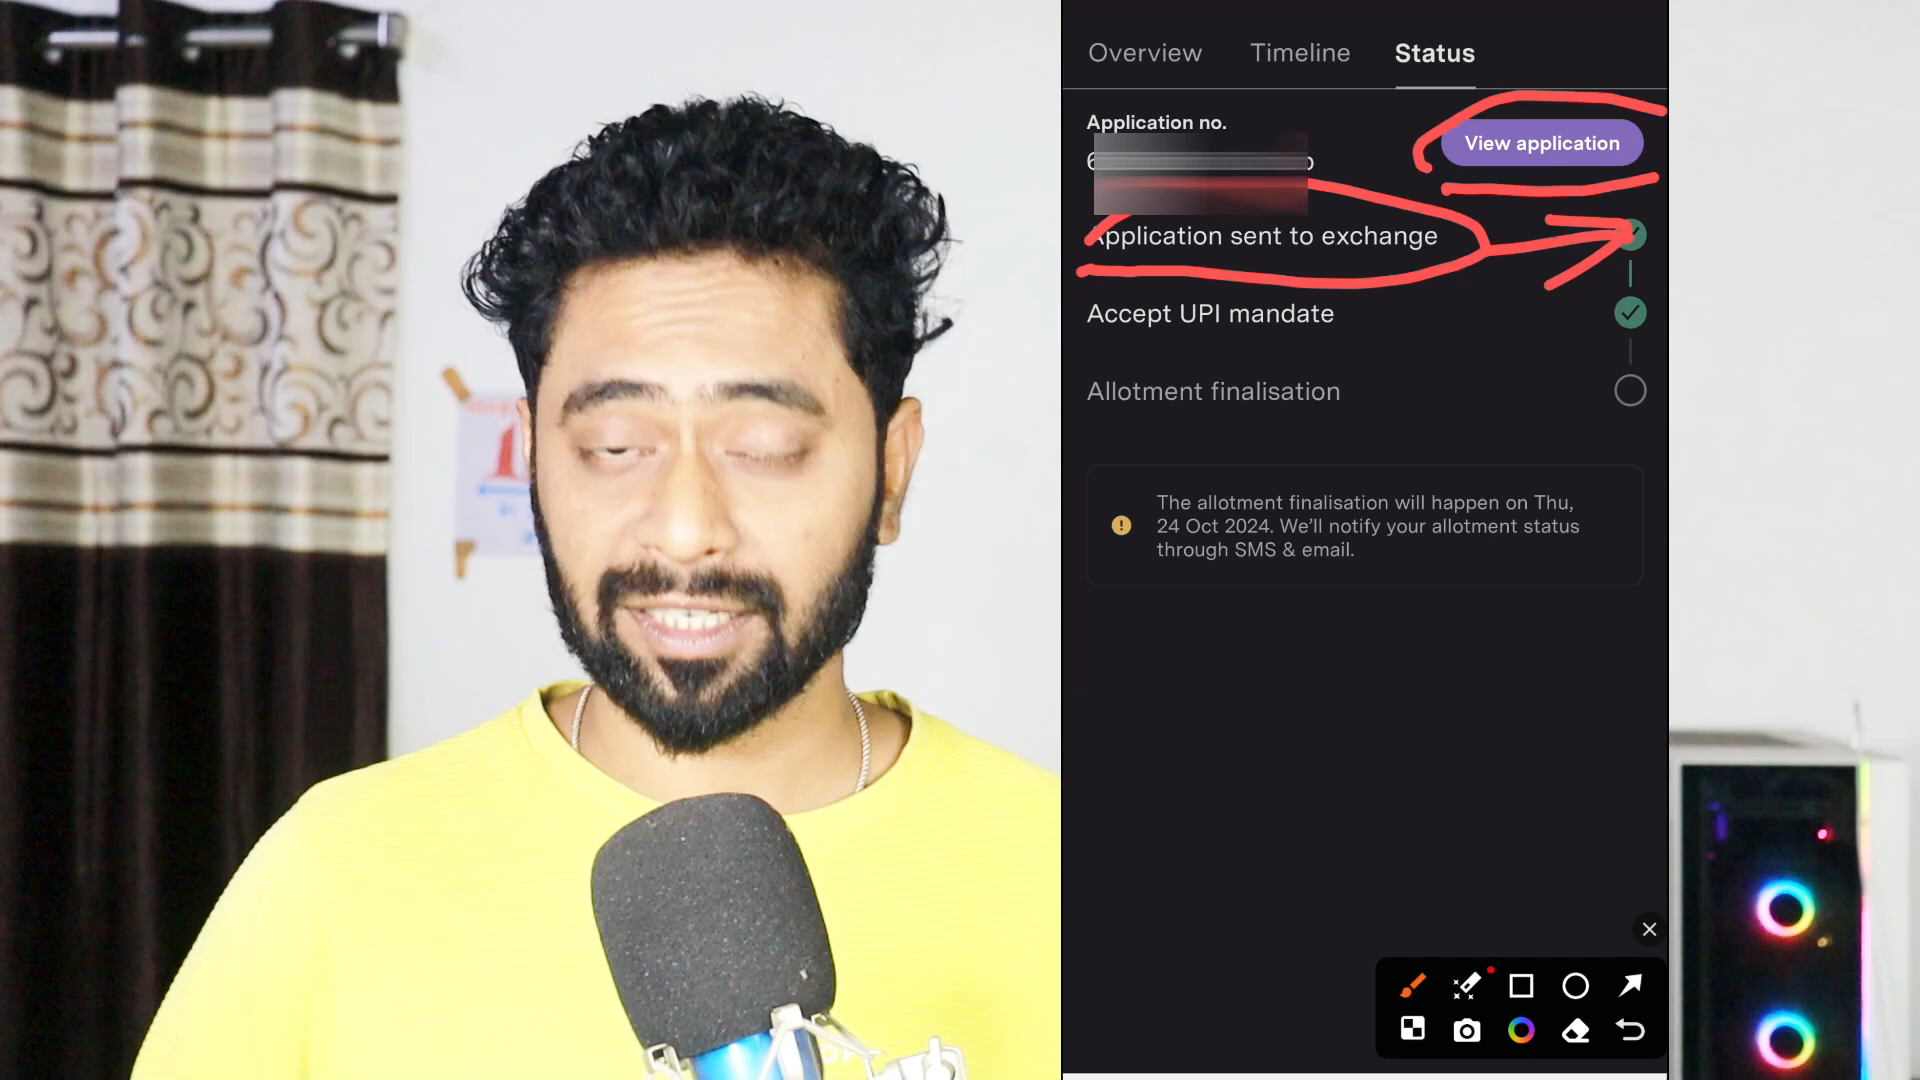 Overview Timeline Status
Application no.
View application
Application sent to exchange
Accept UPI mandate
Allotment finalisation
The allotment finalisation will happen on Thu,
24 Oct 2024. We'll notify your allotment status
through SMS & email.